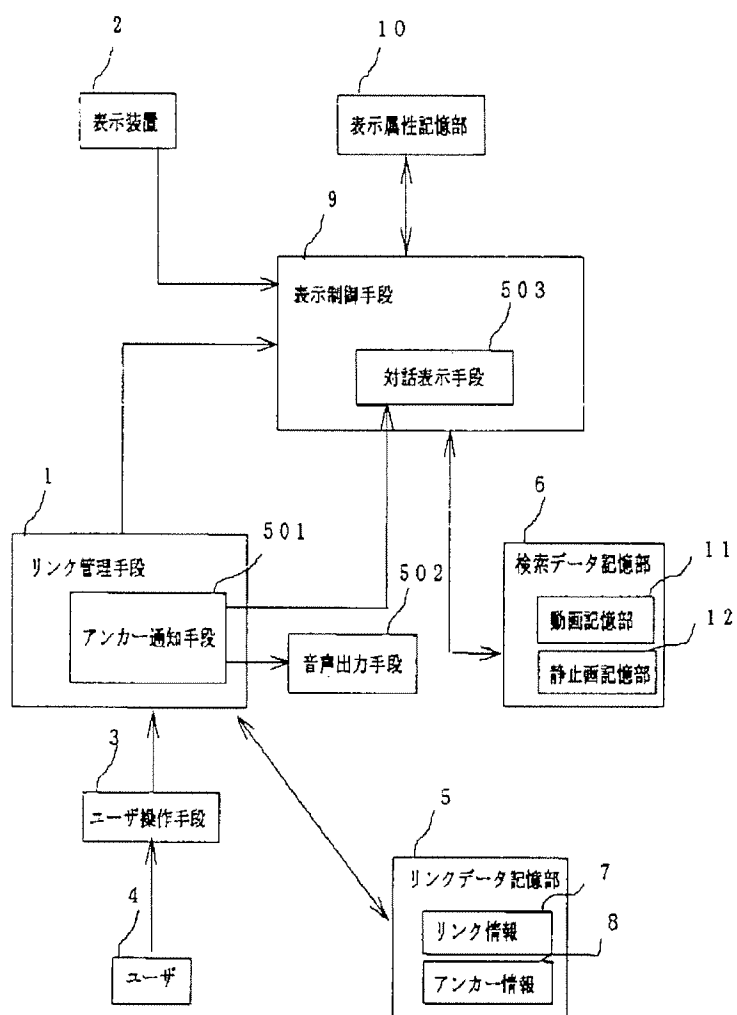 2
10
表示装置
表示属性記憶部
9
表示制御手段
503
対話表示手段
1
6
リンク管理手段
501
検索データ記憶部
11
アンカー通知手段
502
動画記憶部
12
音声出力手段
静止画記憶部
3
ユーザ操作手段
5
リンクデータ記憶部
4
7
リンク情報
8
ユーザ
アンカー情報